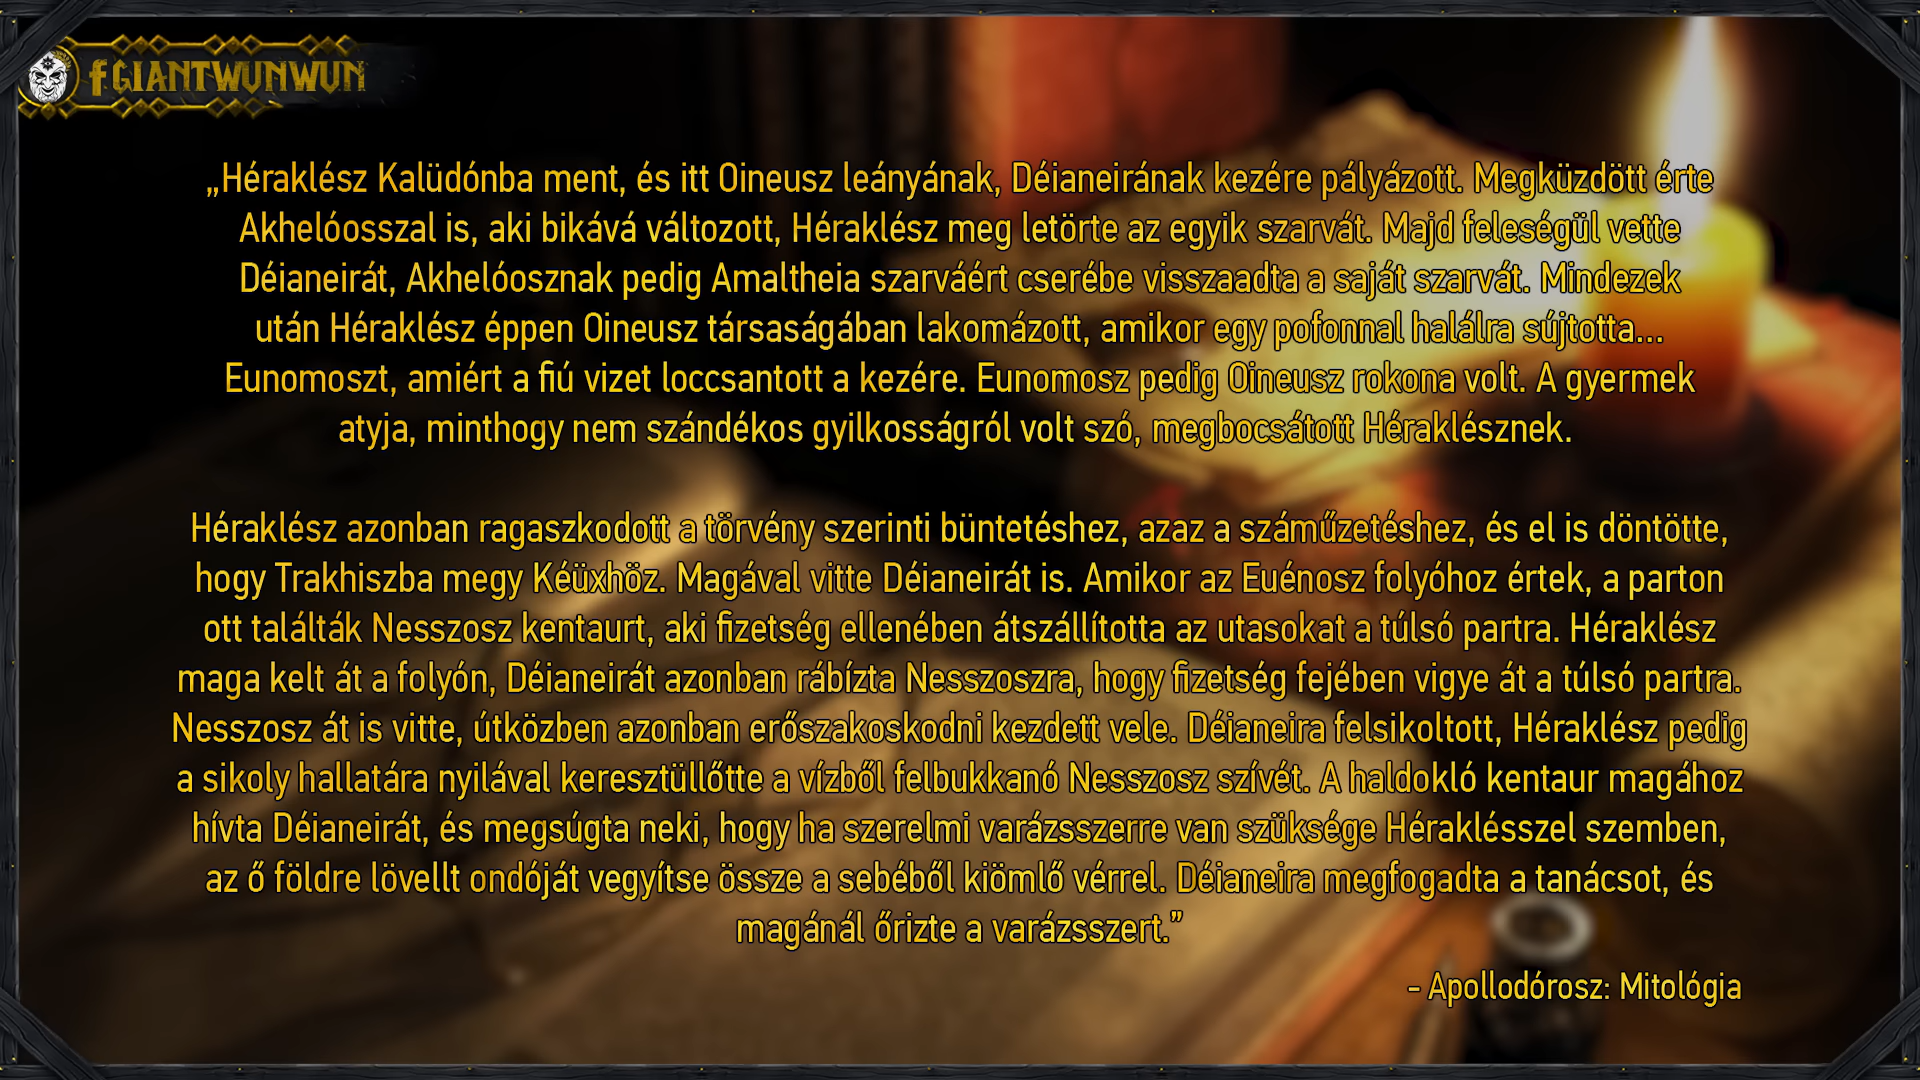 fGIANTWUNWUN
„Héraklész Kalüdónba ment, és itt Oineusz leányának, Déianeirának kezére pályázott. Megküzdött érte
Akhelóosszal is, aki bikává változott, Héraklész meg letörte az egyik szarvát. Majd feleségül vette
Déianeirát, Akhelóosznak pedig Amaltheia szarváért cserébe visszaadta a saját szarvát. Mindezek
után Héraklész éppen Oineusz társaságában lakomázott, amikor egy pofonnal halálra sújtotta...
Eunomoszt, amiért a fiú vizet loccsantott a kezére. Eunomosz pedig Oineusz rokona volt. A gyermek
atyja, minthogy nem szándékos gyilkosságról volt szó, megbocsátott Héraklésznek.
Héraklész azonban ragaszkodott a törvény szerinti büntetéshez, azaz a száműzetéshez, és el is döntötte,
hogy Trakhiszba megy Kéüxhöz. Magával vitte Déianeirát is. Amikor az Euénosz folyóhoz értek, a parton
ott találták Nesszosz kentaurt, aki fizetség ellenében átszállította az utasokat a túlsó partra. Héraklész
maga kelt át a folyón, Déianeirát azonban rábízta Nesszoszra, hogy fizetség fejében vigye át a túlsó partra.
Nesszosz át is vitte, útközben azonban erőszakoskodni kezdett vele. Déianeira felsikoltott, Héraklész pedig
a sikoly hallatára nyilával keresztüllőtte a vízből felbukkanó Nesszosz szívét. A haldokló kentaur magához
hívta Déianeirát, és megsúgta neki, hogy ha szerelmi varázsszerre van szüksége Héraklésszel szemben,
az ő földre lövellt ondóját vegyítse össze a sebéből kiömlő vérrel. Déianeira megfogadta a tanácsot, és
magánál őrizte a varázsszert.”
- Apollodórosz: Mitológia